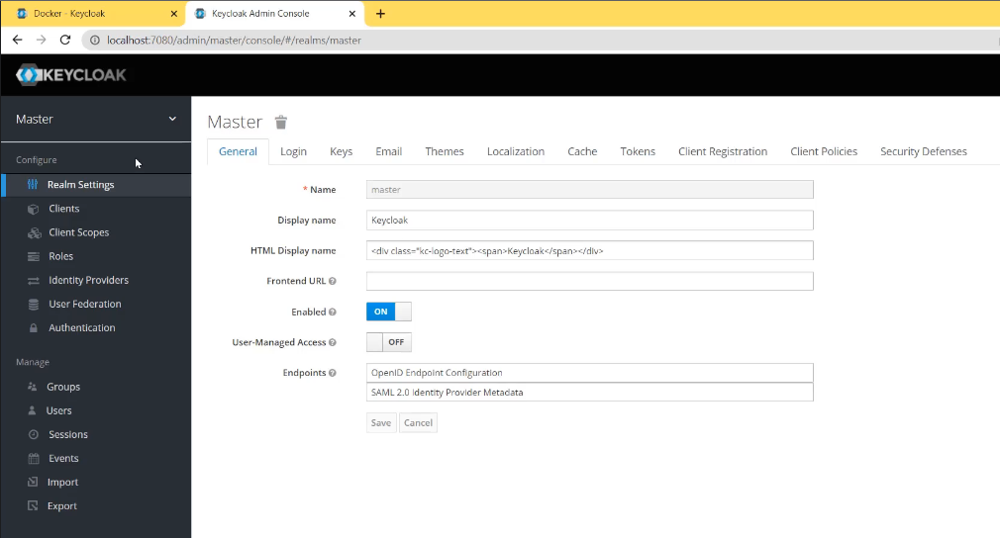 Docker - Keycloak
Keycloak Admin Console
localhost:7080/admin/master/console/#/realms/master
KEYCLOAK
Master
Configure
Realm Settings
Clients
Client Scopes
Roles
Identity Providers
User Federation
Authentication
Manage
Groups
Users
Sessions
Events
Import
Export
Master
General Login Keys Email Themes Localization Cache Tokens Client Registration Client Policies Security Defenses
* Name master
Display name Keycloak
HTML Display name <div class="kc-logo-text"><span>Keycloak</span></div>
Frontend URL
Enabled ON
User-Managed Access OFF
Endpoints OpenID Endpoint Configuration
SAML 2.0 Identity Provider Metadata
Save Cancel